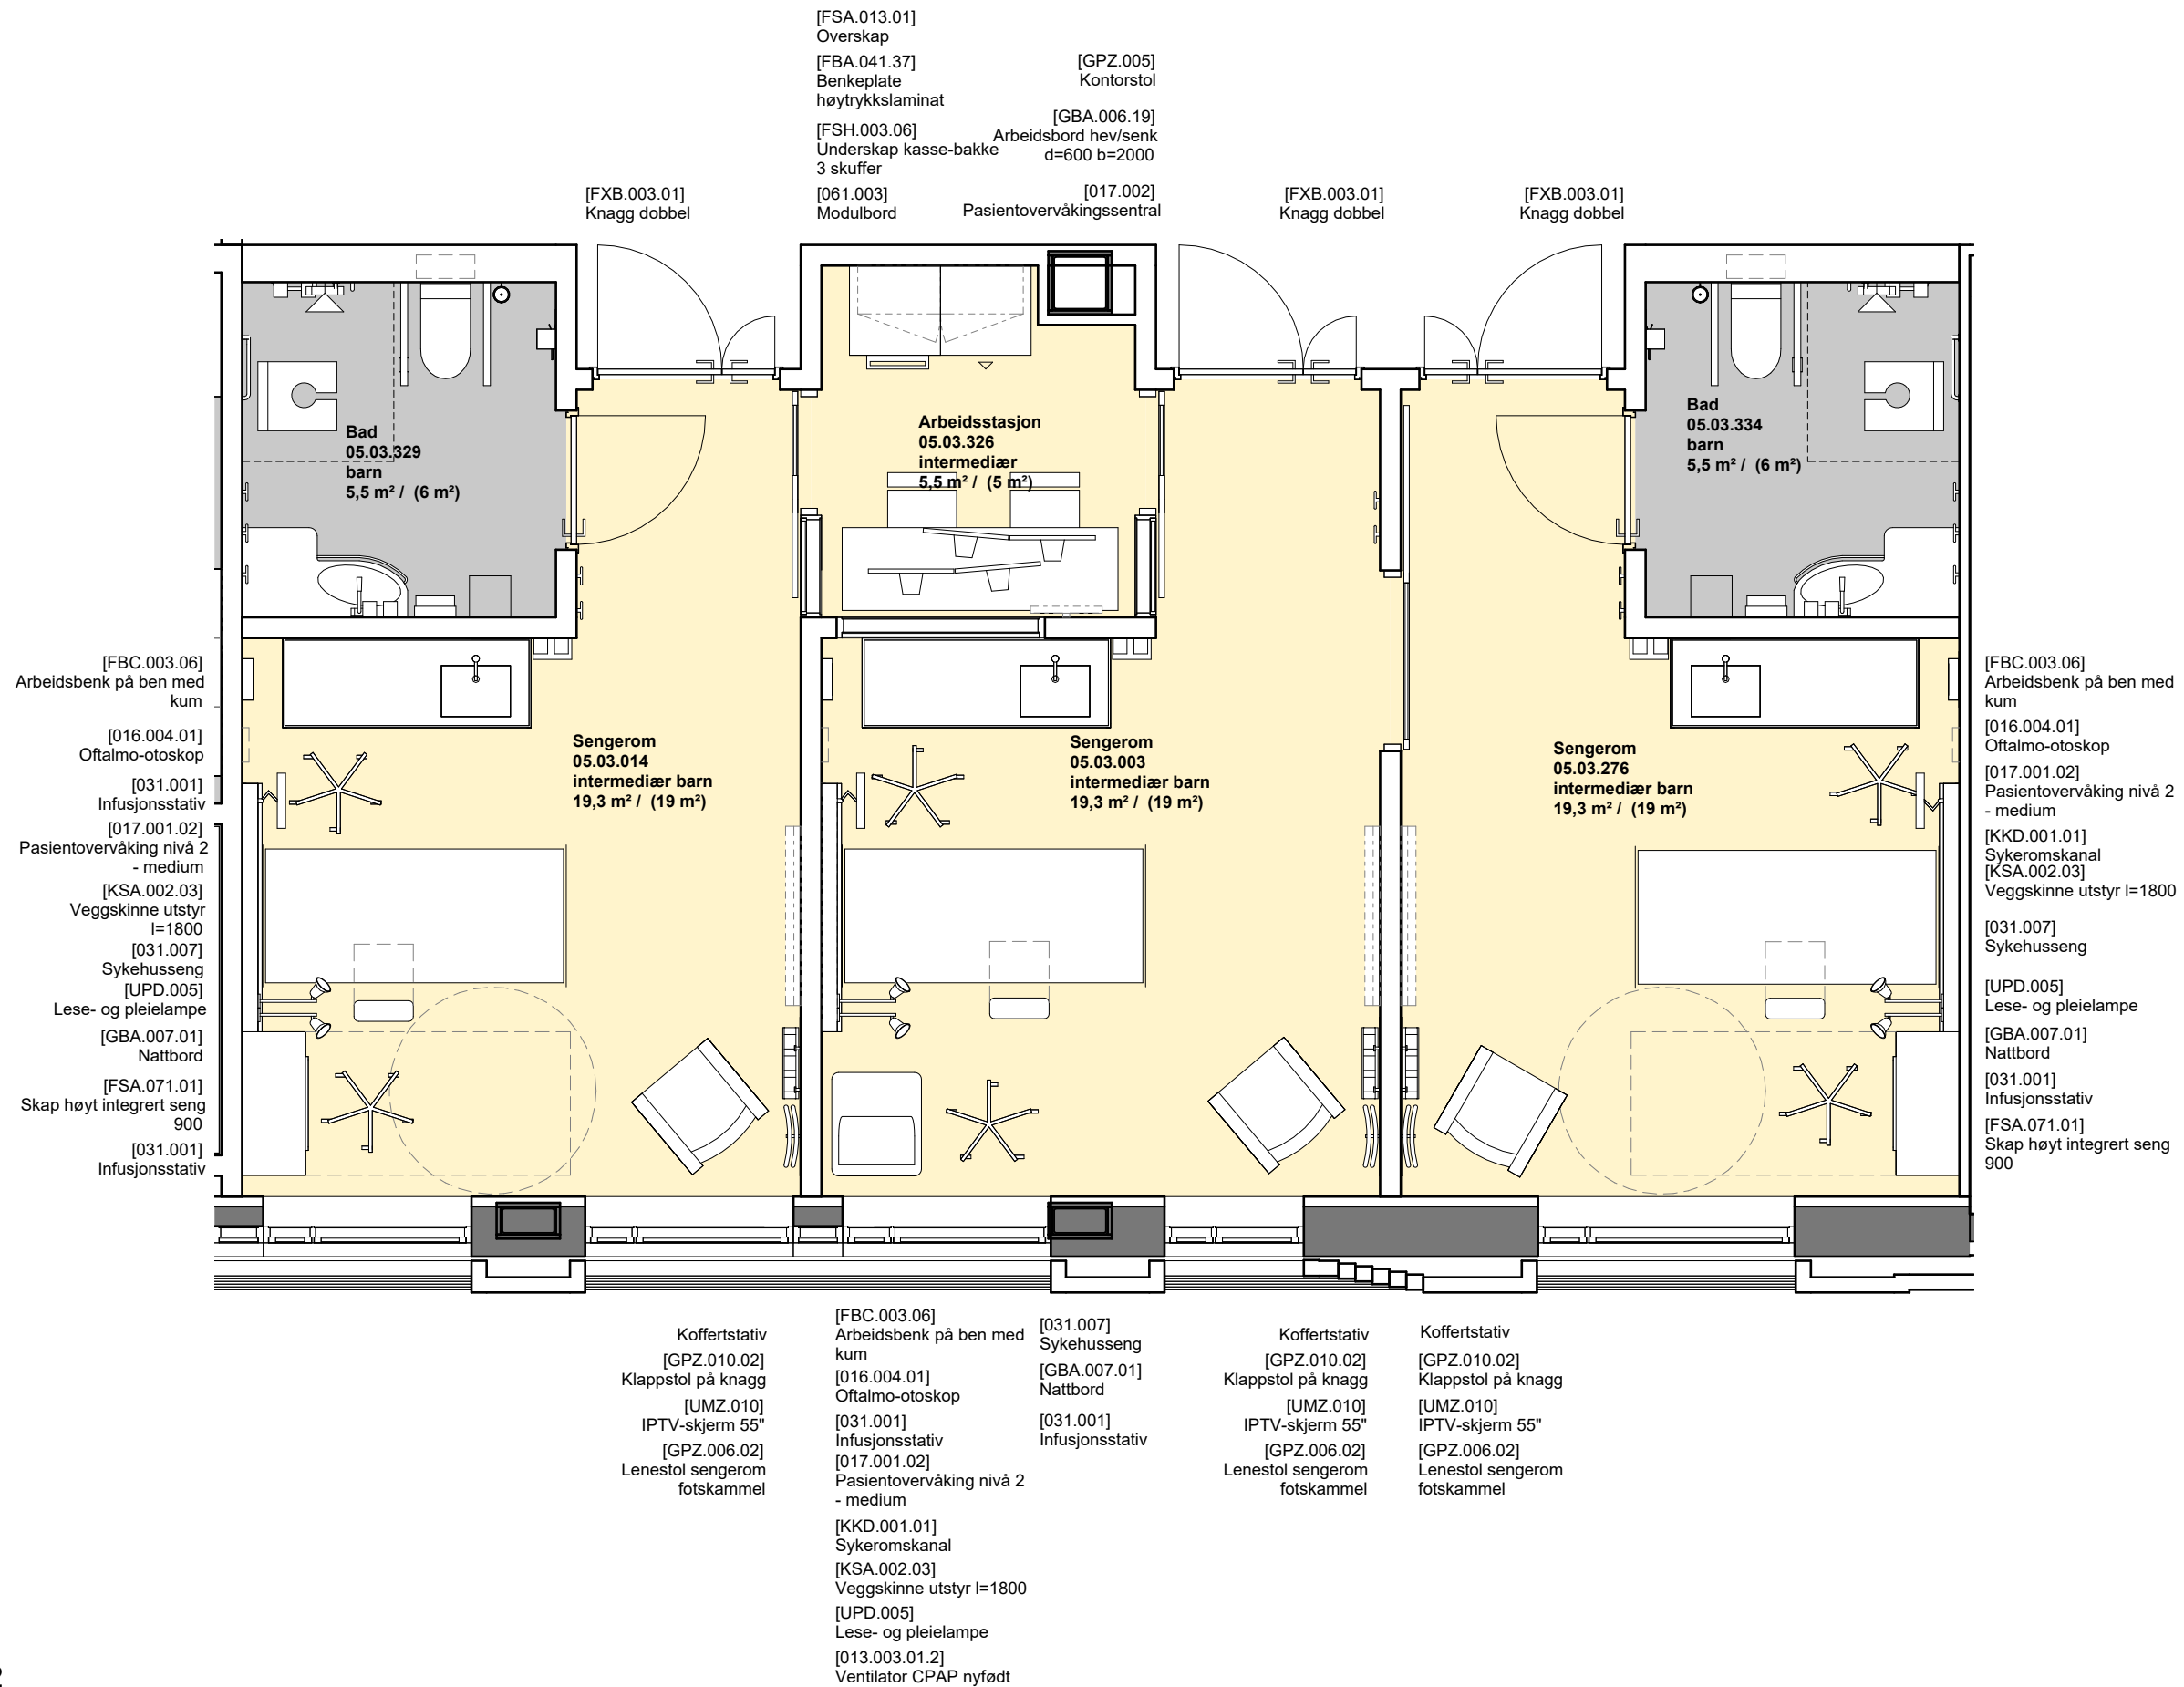 [FSA.013.01]
Overskap
[FBA.041.37]
Benkeplate
høytrykkslaminat
[FSH.003.06]
Underskap kasse-bakke
3 skuffer
[061.003]
Modulbord
[GPZ.005]
Kontorstol
[GBA.006.19]
Arbeidsbord hev/senk
d=600 b=2000
[017.002]
Pasientovervåkingssentral
[FXB.003.01]
Knagg dobbel
[FXB.003.01]
Knagg dobbel
[FXB.003.01]
Knagg dobbel
Bad
05.03.329
barn
5,5 m² / (6 m²)
Arbeidsstasjon
05.03.326
intermediær
5,5 m² / (5 m²)
Bad
05.03.334
barn
5,5 m² / (6 m²)
Sengerom
05.03.014
intermediær barn
19,3 m² / (19 m²)
Sengerom
05.03.003
intermediær barn
19,3 m² / (19 m²)
Sengerom
05.03.276
intermediær barn
19,3 m² / (19 m²)
[FBC.003.06]
Arbeidsbenk på ben med
kum
[016.004.01]
Oftalmo-otoskop
[031.001]
Infusjonsstativ
[017.001.02]
Pasientovervåking nivå 2
- medium
[KSA.002.03]
Veggskinne utstyr
l=1800
[031.007]
Sykehusseng
[UPD.005]
Lese- og pleielampe
[GBA.007.01]
Nattbord
[FSA.071.01]
Skap høyt integrert seng
900
[031.001]
Infusjonsstativ
[FBC.003.06]
Arbeidsbenk på ben med
kum
[016.004.01]
Oftalmo-otoskop
[017.001.02]
Pasientovervåking nivå 2
- medium
[KKD.001.01]
Sykeromskanal
[KSA.002.03]
Veggskinne utstyr l=1800
[031.007]
Sykehusseng
[UPD.005]
Lese- og pleielampe
[GBA.007.01]
Nattbord
[031.001]
Infusjonsstativ
[FSA.071.01]
Skap høyt integrert seng
900
Koffertstativ
[GPZ.010.02]
Klappstol på knagg
[UMZ.010]
IPTV-skjerm 55"
[GPZ.006.02]
Lenestol sengerom
fotskammel
[FBC.003.06]
Arbeidsbenk på ben med
kum
[016.004.01]
Oftalmo-otoskop
[031.001]
Infusjonsstativ
[017.001.02]
Pasientovervåking nivå 2
- medium
[KKD.001.01]
Sykeromskanal
[KSA.002.03]
Veggskinne utstyr l=1800
[UPD.005]
Lese- og pleielampe
[013.003.01.2]
Ventilator CPAP nyfødt
[031.007]
Sykehusseng
[GBA.007.01]
Nattbord
[031.001]
Infusjonsstativ
Koffertstativ
[GPZ.010.02]
Klappstol på knagg
[UMZ.010]
IPTV-skjerm 55"
[GPZ.006.02]
Lenestol sengerom
fotskammel
Koffertstativ
[GPZ.010.02]
Klappstol på knagg
[UMZ.010]
IPTV-skjerm 55"
[GPZ.006.02]
Lenestol sengerom
fotskammel